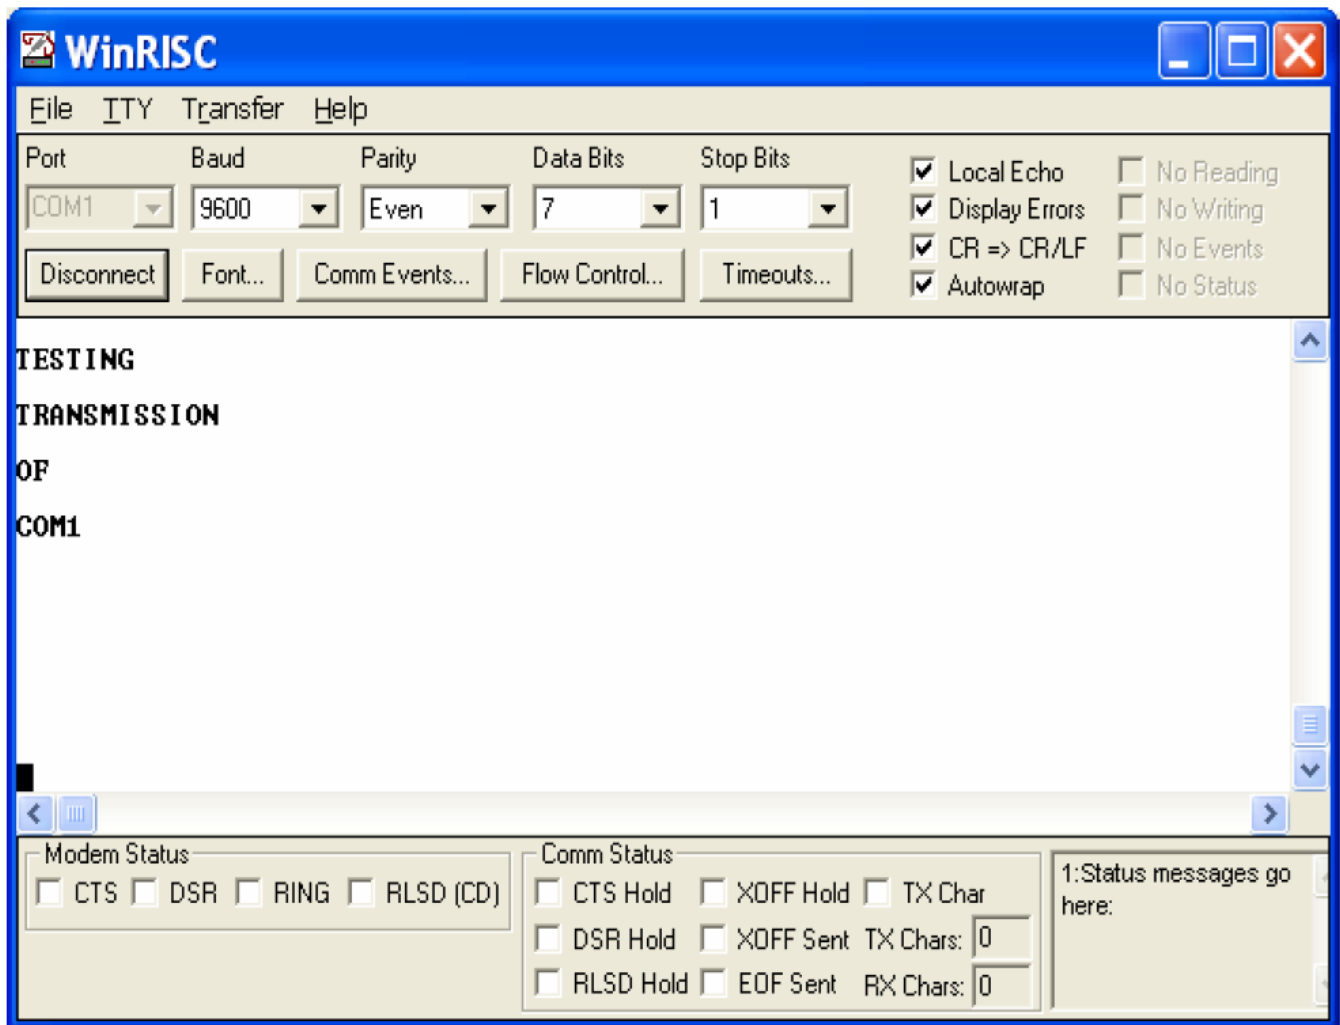 WinRISC
File TTY Transfer Help
Port Baud Parity Data Bits Stop Bits
COM1 9600 Even 7 1
Disconnect Font... Comm Events... Flow Control... Timeouts...
Local Echo No Reading
Display Errors No Writing
CR => CR/LF No Events
Autowrap No Status
TESTING
TRANSMISSION
OF
COM1
Modem Status
CTS DSR RING RLSD (CD)
Comm Status
CTS Hold XOFF Hold TX Char
DSR Hold XOFF Sent TX Chars: 0
RLSD Hold EOF Sent RX Chars: 0
1:Status messages go
here: